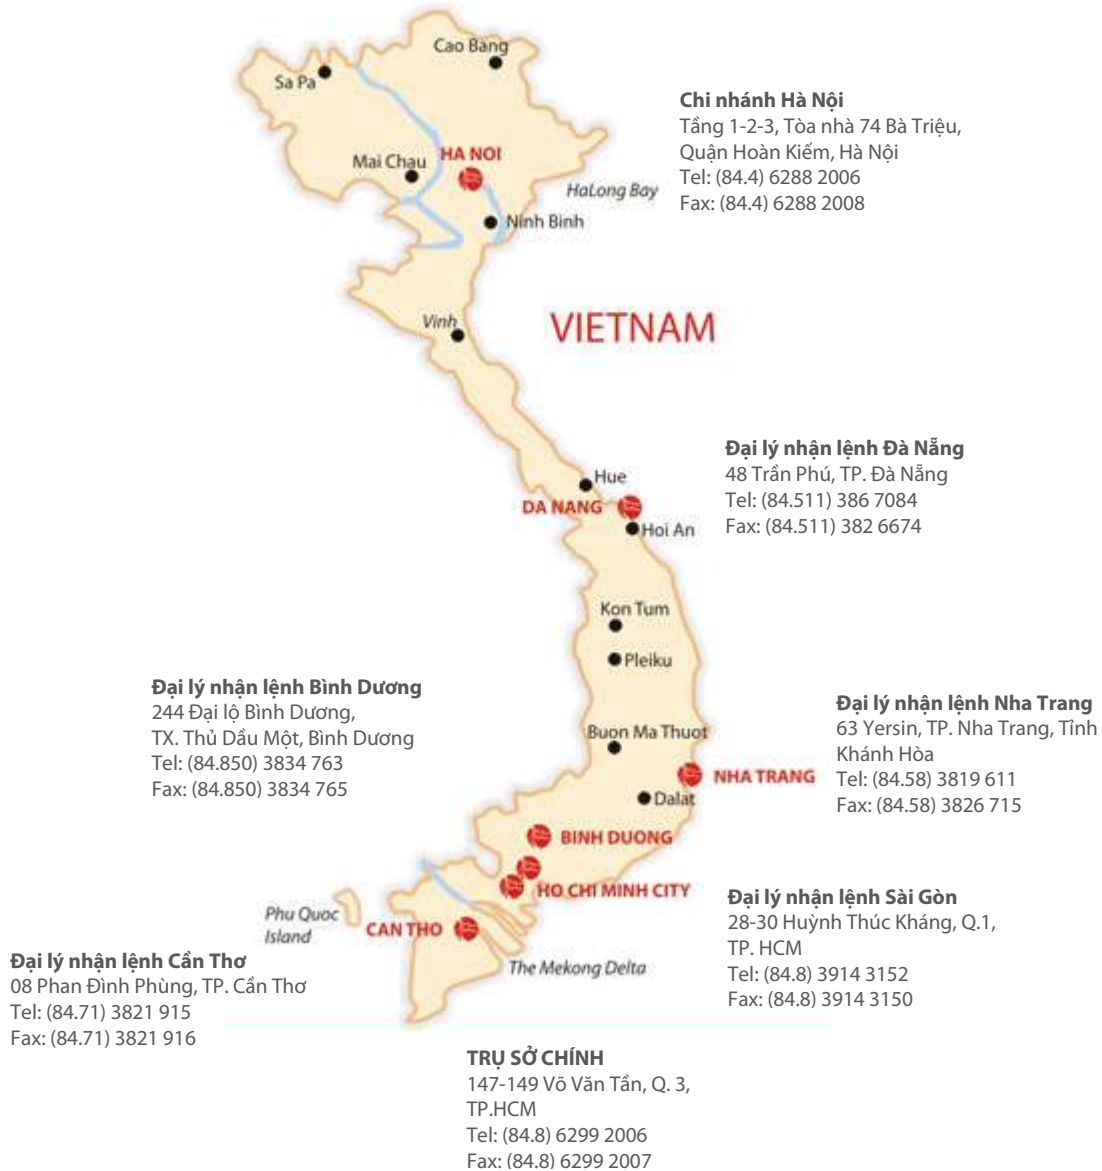 Cao Bang
Sa Pa
Chi nhánh Hà Nội
Tầng 1-2-3, Tòa nhà 74 Bà Triệu,
Quận Hoàn Kiếm, Hà Nội
Tel: (84.4) 6288 2006
Fax: (84.4) 6288 2008
Mai Chau
HA NOI
HaLong Bay
Ninh Binh
Vinh
VIETNAM
Đại lý nhận lệnh Đà Nẵng
48 Trần Phú, TP. Đà Nẵng
Tel: (84.511) 386 7084
Fax: (84.511) 382 6674
Hue
DA NANG
Hoi An
Kon Tum
Pleiku
Đại lý nhận lệnh Bình Dương
244 Đại lộ Bình Dương,
TX. Thủ Dầu Một, Bình Dương
Tel: (84.850) 3834 763
Fax: (84.850) 3834 765
Đại lý nhận lệnh Nha Trang
63 Yersin, TP. Nha Trang, Tỉnh
Khánh Hòa
Tel: (84.58) 3819 611
Fax: (84.58) 3826 715
Buon Ma Thuot
NHA TRANG
Dalat
BINH DUONG
HO CHI MINH CITY
Phu Quoc
Island
CAN THO
The Mekong Delta
Đại lý nhận lệnh Sài Gòn
28-30 Huỳnh Thúc Kháng, Q.1,
TP. HCM
Tel: (84.8) 3914 3152
Fax: (84.8) 3914 3150
Đại lý nhận lệnh Cần Thơ
08 Phan Đình Phùng, TP. Cần Thơ
Tel: (84.71) 3821 915
Fax: (84.71) 3821 916
TRỤ SỞ CHÍNH
147-149 Võ Văn Tần, Q. 3,
TP.HCM
Tel: (84.8) 6299 2006
Fax: (84.8) 6299 2007